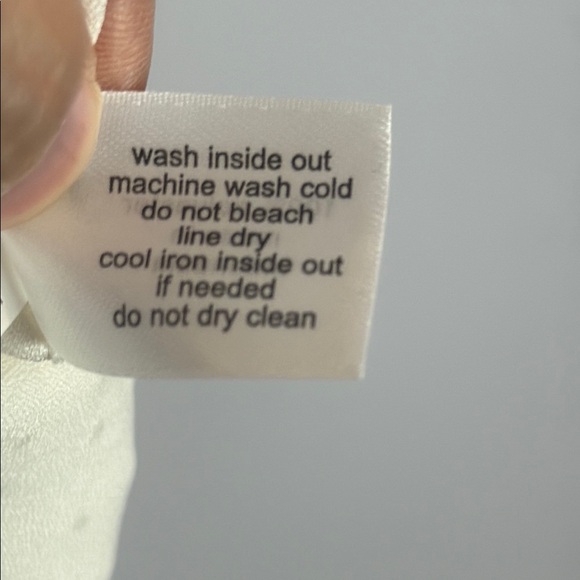 wash inside out
machine wash cold
do not bleach
line dry
cool iron inside out
if needed
do not dry clean